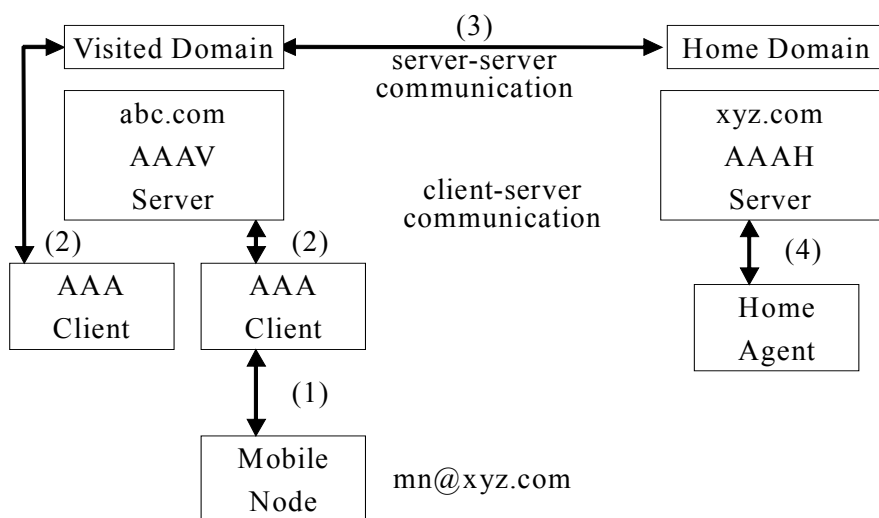 Visited Domain
(3)
server-server
communication
Home Domain
abc.com
AAAV
Server
client-server
communication
xyz.com
AAAH
Server
(2)
(2)
(4)
AAA
Client
AAA
Client
Home
Agent
(1)
Mobile
Node
mn@xyz.com